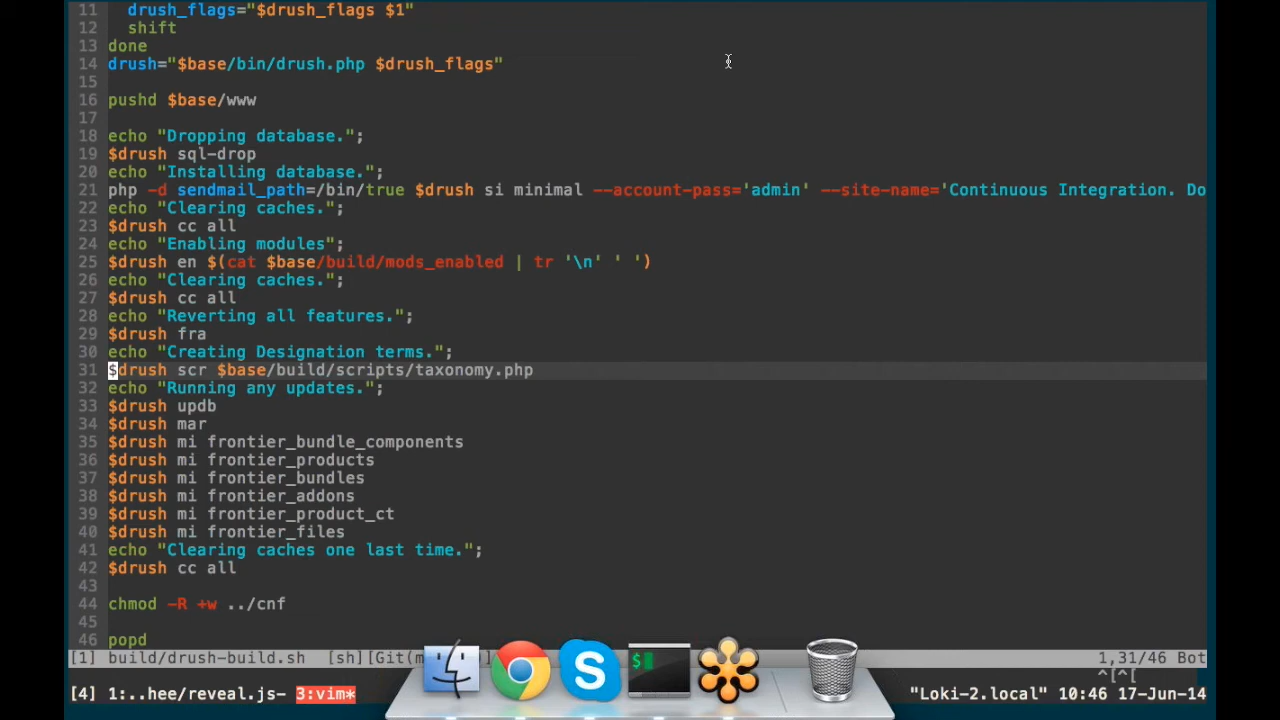 11   drush_flags="$drush_flags $1"
12   shift
13 done
14 drush="$base/bin/drush.php $drush_flags"
15
16 pushd $base/www
17
18 echo "Dropping database.";
19 $drush sql-drop
20 echo "Installing database.";
21 php -d sendmail_path=/bin/true $drush si minimal --account-pass='admin' --site-name='Continuous Integration. Do
22 echo "Clearing caches.";
23 $drush cc all
24 echo "Enabling modules";
25 $drush en $(cat $base/build/mods_enabled | tr '\n' ' ')
26 echo "Clearing caches.";
27 $drush cc all
28 echo "Reverting all features.";
29 $drush fra
30 echo "Creating Designation terms.";
31 $drush scr $base/build/scripts/taxonomy.php
32 echo "Running any updates.";
33 $drush updb
34 $drush mar
35 $drush mi frontier_bundle_components
36 $drush mi frontier_products
37 $drush mi frontier_bundles
38 $drush mi frontier_addons
39 $drush mi frontier_product_ct
40 $drush mi frontier_files
41 echo "Clearing caches one last time.";
42 $drush cc all
43
44 chmod -R +w ../cnf
45
46 popd
[1] build/drush-build.sh  [sh][Git(m 1,31/46 Bot
^[^[
[4] 1:..hee/reveal.js- 3:vim* "Loki-2.local" 10:46 17-Jun-14